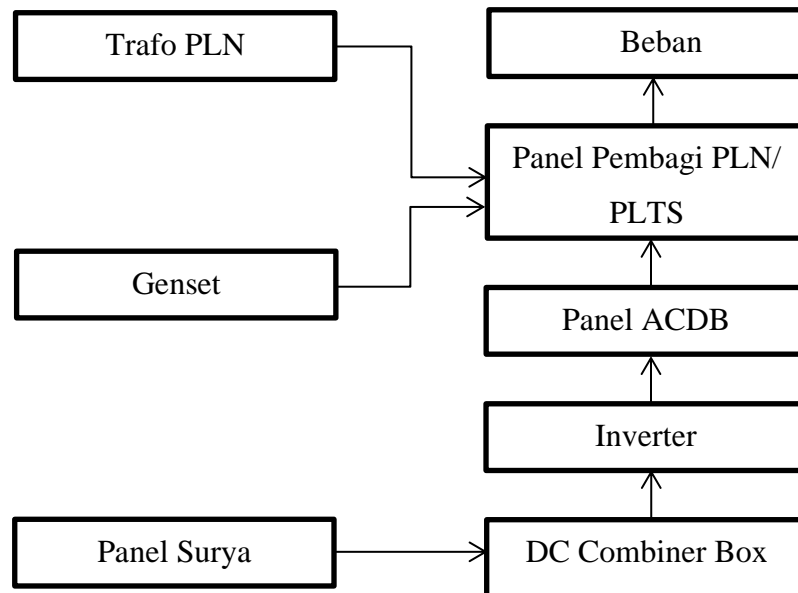 Trafo PLN
Beban
Panel Pembagi PLN/
PLTS
Genset
Panel ACDB
Inverter
Panel Surya
DC Combiner Box